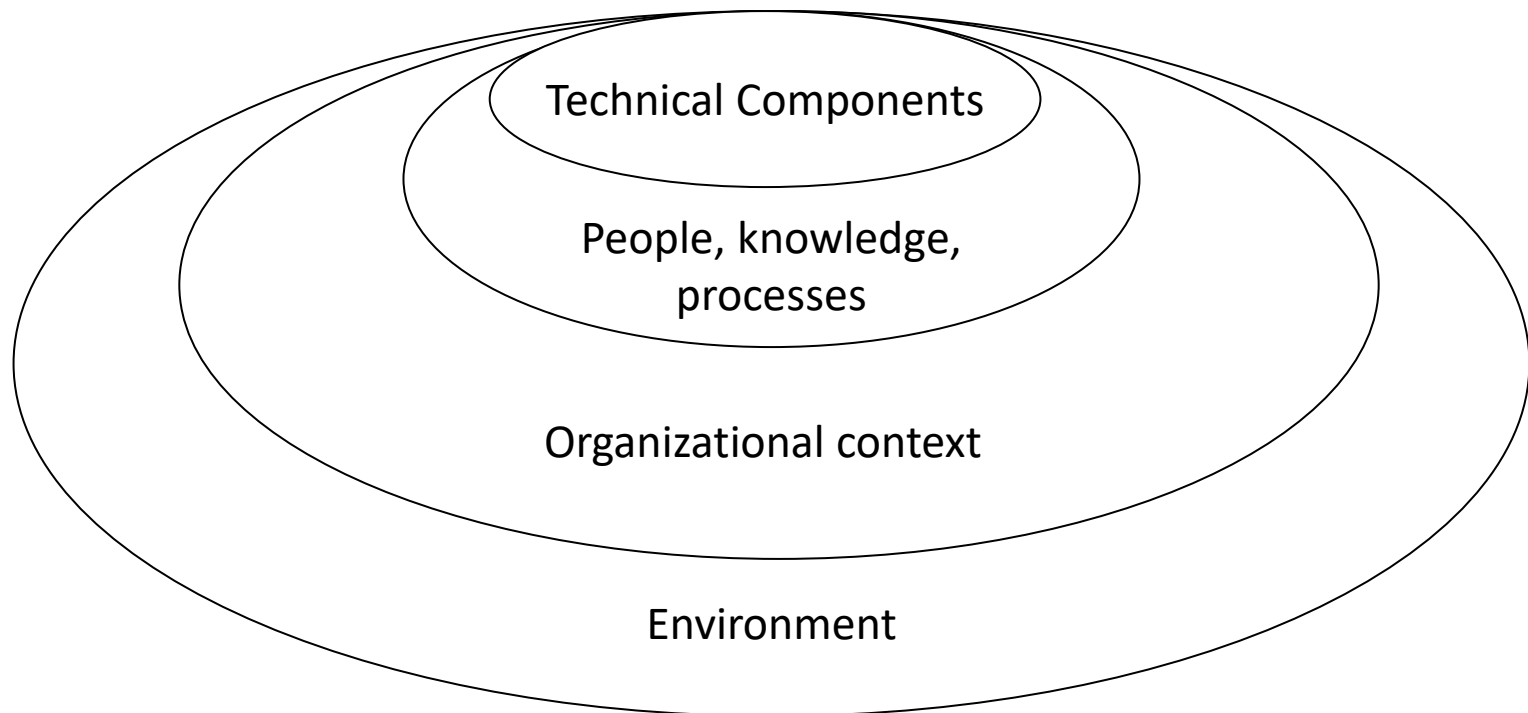 Technical Components
People, knowledge,
processes
Organizational context
Environment